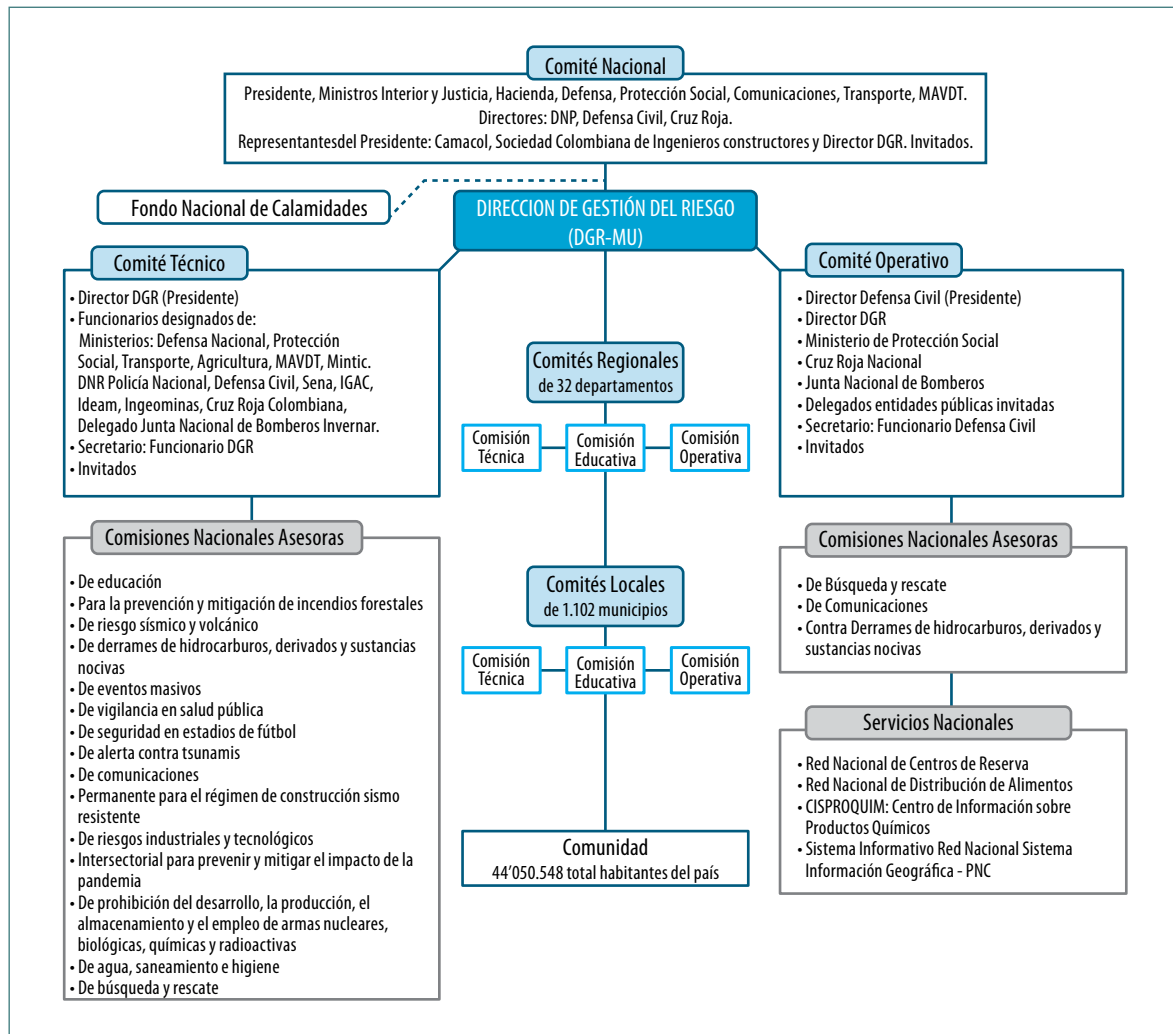 Comité Nacional
Presidente, Ministros Interior y Justicia, Hacienda, Defensa, Protección Social, Comunicaciones, Transporte, MAVDT.
Directores: DNP, Defensa Civil, Cruz Roja.
Representantesdel Presidente: Camacol, Sociedad Colombiana de Ingenieros constructores y Director DGR. Invitados.
Fondo Nacional de Calamidades
DIRECCION DE GESTIÓN DEL RIESGO
(DGR-MU)
Comité Técnico
• Director DGR (Presidente)
• Funcionarios designados de:
Ministerios: Defensa Nacional, Protección
Social, Transporte, Agricultura, MAVDT, Mintic.
DNR Policía Nacional, Defensa Civil, Sena, IGAC,
Ideam, Ingeominas, Cruz Roja Colombiana,
Delegado Junta Nacional de Bomberos Invernar.
• Secretario: Funcionario DGR
• Invitados
Comisiones Nacionales Asesoras
• De educación
• Para la prevención y mitigación de incendios forestales
• De riesgo sísmico y volcánico
• De derrames de hidrocarburos, derivados y sustancias
nocivas
• De eventos masivos
• De vigilancia en salud pública
• De seguridad en estadios de fútbol
• De alerta contra tsunamis
• De comunicaciones
• Permanente para el régimen de construcción sismo
resistente
• De riesgos industriales y tecnológicos
• Intersectorial para prevenir y mitigar el impacto de la
pandemia
• De prohibición del desarrollo, la producción, el
almacenamiento y el empleo de armas nucleares,
biológicas, químicas y radioactivas
• De agua, saneamiento e higiene
• De búsqueda y rescate
Comités Regionales
de 32 departamentos
Comisión
Técnica
Comisión
Educativa
Comisión
Operativa
Comités Locales
de 1.102 municipios
Comisión
Técnica
Comisión
Educativa
Comisión
Operativa
Comunidad
44'050.548 total habitantes del país
Comité Operativo
• Director Defensa Civil (Presidente)
• Director DGR
• Ministerio de Protección Social
• Cruz Roja Nacional
• Junta Nacional de Bomberos
• Delegados entidades públicas invitadas
• Secretario: Funcionario Defensa Civil
• Invitados
Comisiones Nacionales Asesoras
• De Búsqueda y rescate
• De Comunicaciones
• Contra Derrames de hidrocarburos, derivados y
sustancias nocivas
Servicios Nacionales
• Red Nacional de Centros de Reserva
• Red Nacional de Distribución de Alimentos
• CISPROQUIM: Centro de Información sobre
Productos Químicos
• Sistema Informativo Red Nacional Sistema
Información Geográfica - PNC